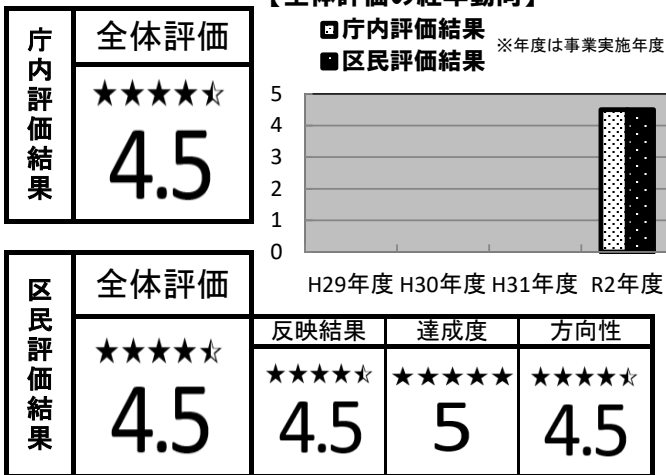 【全体評価の経年動向】
庁内評価結果
全体評価
★★★★⯪
4.5
庁内評価結果
区民評価結果
※年度は事業実施年度
5
4
3
2
1
0
H29年度 H30年度 H31年度 R2年度
区民評価結果
全体評価
★★★★⯪
4.5
反映結果 達成度 方向性
★★★★⯪ ★★★★★ ★★★★⯪
4.5 5 4.5